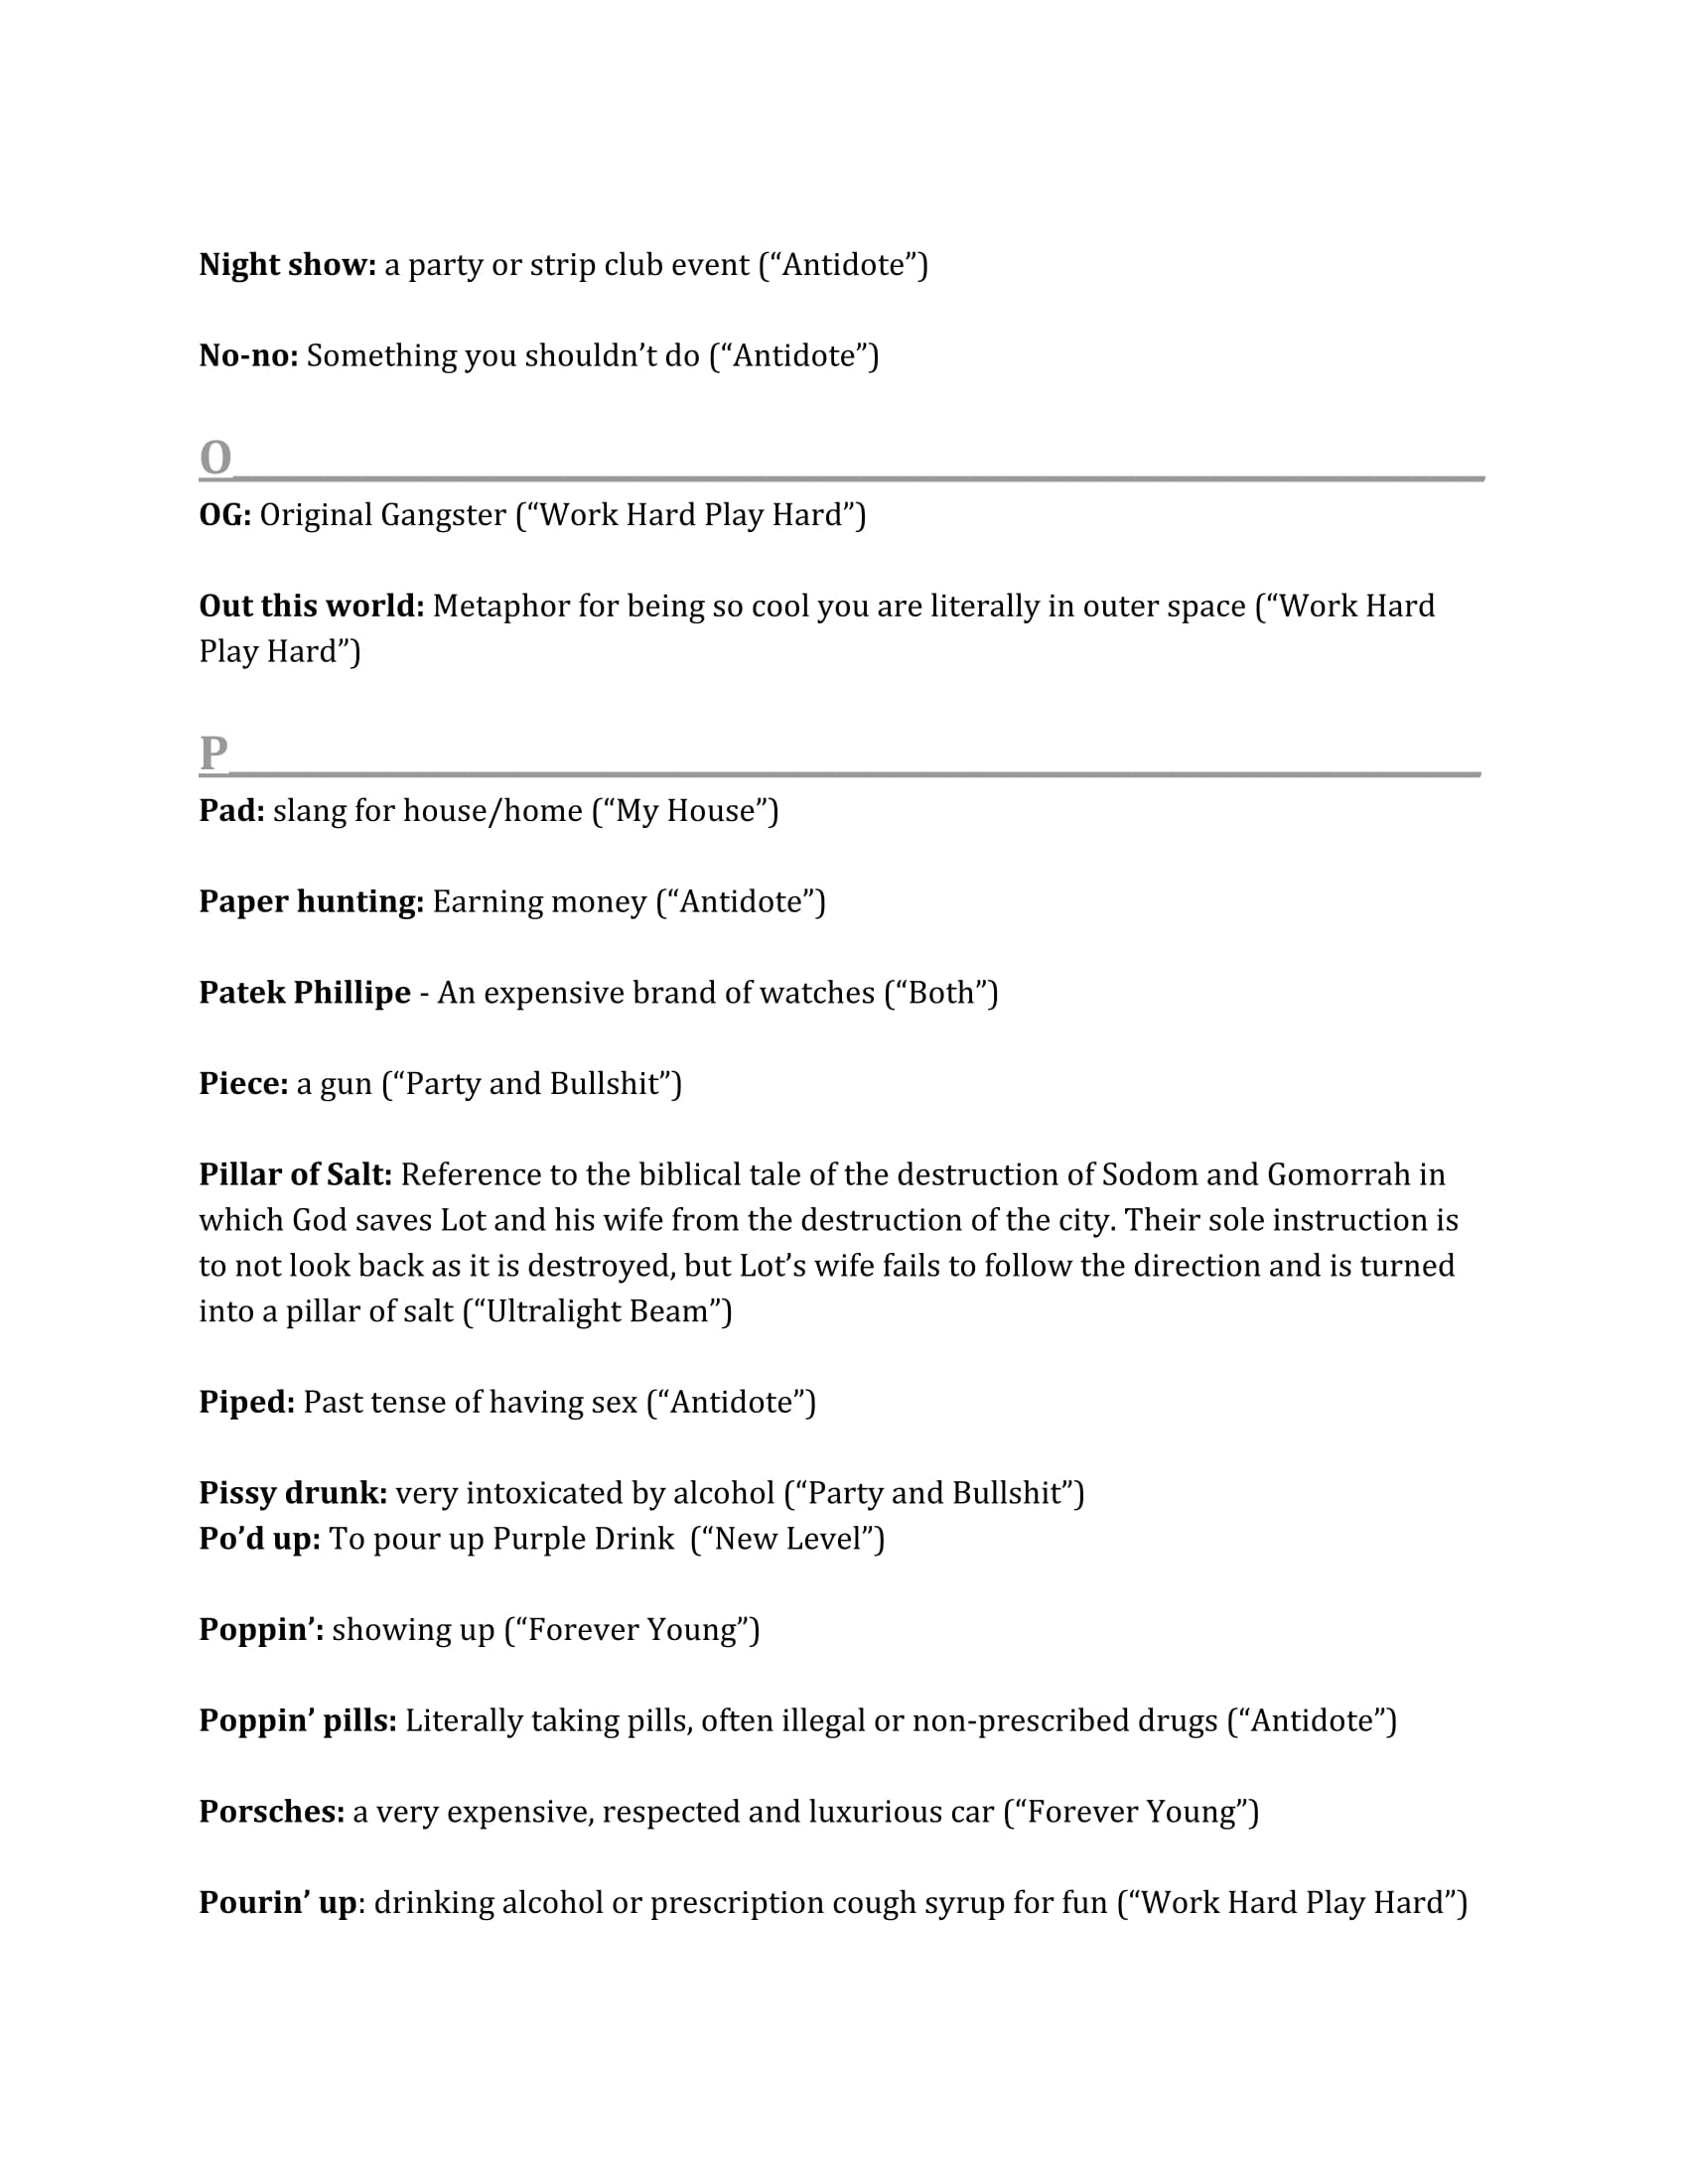 Night show: a party or strip club event (“Antidote”)
No-no: Something you shouldn’t do (“Antidote”)
O
OG: Original Gangster (“Work Hard Play Hard”)
Out this world: Metaphor for being so cool you are literally in outer space (“Work Hard
Play Hard”)
P
Pad: slang for house/home (“My House”)
Paper hunting: Earning money (“Antidote”)
Patek Phillipe - An expensive brand of watches (“Both”)
Piece: a gun (“Party and Bullshit”)
Pillar of Salt: Reference to the biblical tale of the destruction of Sodom and Gomorrah in
which God saves Lot and his wife from the destruction of the city. Their sole instruction is
to not look back as it is destroyed, but Lot’s wife fails to follow the direction and is turned
into a pillar of salt (“Ultralight Beam”)
Piped: Past tense of having sex (“Antidote”)
Pissy drunk: very intoxicated by alcohol (“Party and Bullshit”)
Po’d up: To pour up Purple Drink  (“New Level”)
Poppin’: showing up (“Forever Young”)
Poppin’ pills: Literally taking pills, often illegal or non-prescribed drugs (“Antidote”)
Porsches: a very expensive, respected and luxurious car (“Forever Young”)
Pourin’ up: drinking alcohol or prescription cough syrup for fun (“Work Hard Play Hard”)